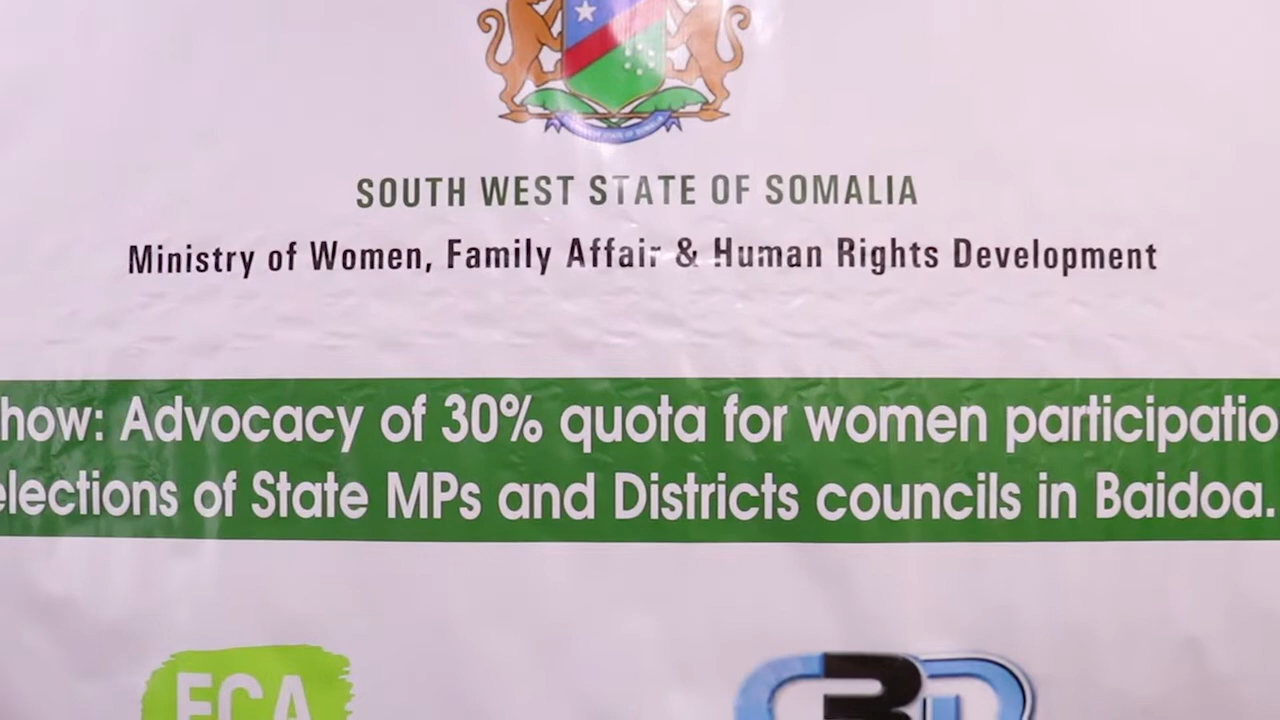 SOUTH WEST STATE OF SOMALIA
Ministry of Women, Family Affair & Human Rights Development
how: Advocacy of 30% quota for women participatio
elections of State MPs and Districts councils in Baidoa.
FCA